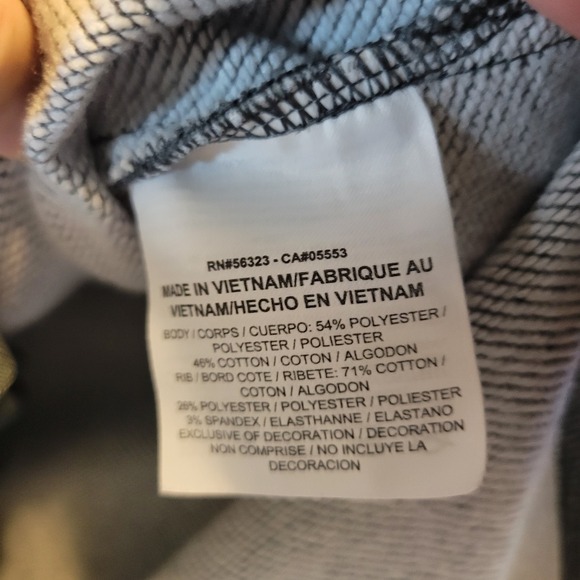 RN#56323 - CA#05553
MADE IN VIETNAM/FABRIQUE AU
VIETNAM/HECHO EN VIETNAM
BODY / CORPS / CUERPO: 54% POLYESTER /
POLYESTER / POLIESTER
46% COTTON / COTON / ALGODON
RIB / BORD COTE / RIBETE: 71% COTTON /
COTON / ALGODON
26% POLYESTER / POLYESTER / POLIESTER
3% SPANDEX / ELASTHANNE / ELASTANO
EXCLUSIVE OF DECORATION / DECORATION
NON COMPRISE / NO INCLUYE LA
DECORACION